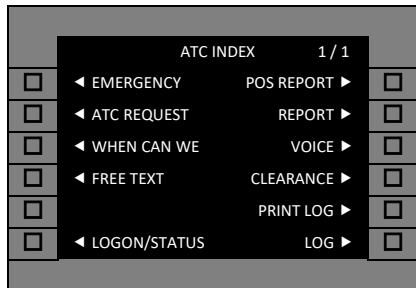 ATC INDEX 1 / 1
◄ EMERGENCY POS REPORT ►
◄ ATC REQUEST REPORT ►
◄ WHEN CAN WE VOICE ►
◄ FREE TEXT CLEARANCE ►
PRINT LOG ►
◄ LOGON/STATUS LOG ►